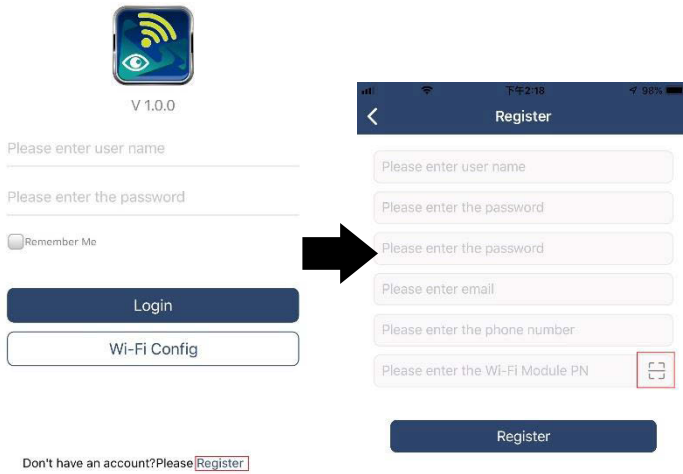 V 1.0.0
Please enter user name
Please enter the password
Remember Me
Login
Wi-Fi Config
Don't have an account?Please Register
下午2:18
98%
Register
Please enter user name
Please enter the password
Please enter the password
Please enter email
Please enter the phone number
Please enter the Wi-Fi Module PN
Register